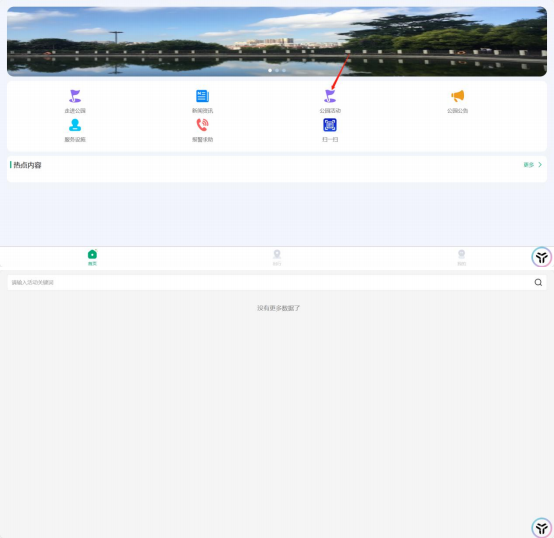 走进公园
新闻资讯
公园活动
公园公告
服务设施
报警求助
扫一扫
热点内容
更多
首页
请输入活动关键词
没有更多数据了